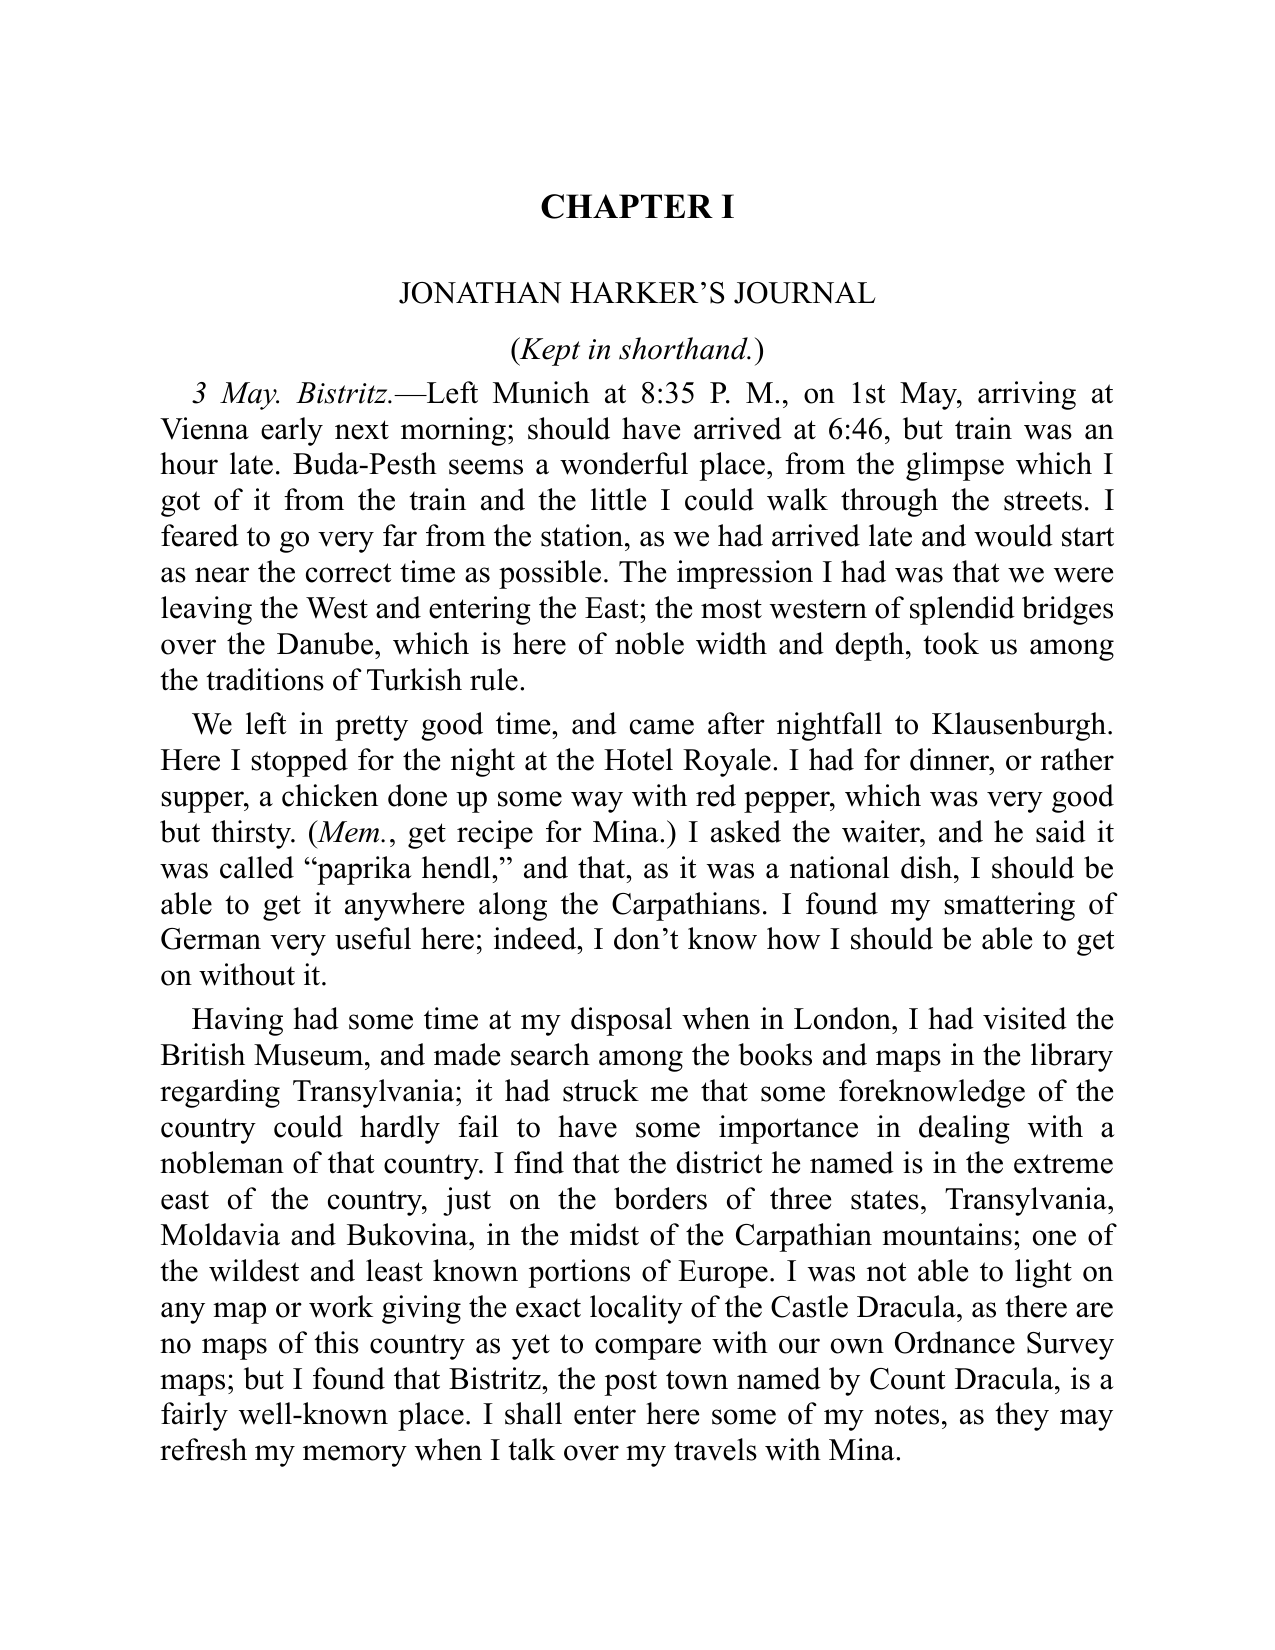 CHAPTER I
JONATHAN HARKER’S JOURNAL
(Kept in shorthand.)
3 May. Bistritz.—Left Munich at 8:35 P. M., on 1st May, arriving at
Vienna early next morning; should have arrived at 6:46, but train was an
hour late. Buda-Pesth seems a wonderful place, from the glimpse which I
got of it from the train and the little I could walk through the streets. I
feared to go very far from the station, as we had arrived late and would start
as near the correct time as possible. The impression I had was that we were
leaving the West and entering the East; the most western of splendid bridges
over the Danube, which is here of noble width and depth, took us among
the traditions of Turkish rule.
We left in pretty good time, and came after nightfall to Klausenburgh.
Here I stopped for the night at the Hotel Royale. I had for dinner, or rather
supper, a chicken done up some way with red pepper, which was very good
but thirsty. (Mem., get recipe for Mina.) I asked the waiter, and he said it
was called “paprika hendl,” and that, as it was a national dish, I should be
able to get it anywhere along the Carpathians. I found my smattering of
German very useful here; indeed, I don’t know how I should be able to get
on without it.
Having had some time at my disposal when in London, I had visited the
British Museum, and made search among the books and maps in the library
regarding Transylvania; it had struck me that some foreknowledge of the
country could hardly fail to have some importance in dealing with a
nobleman of that country. I find that the district he named is in the extreme
east of the country, just on the borders of three states, Transylvania,
Moldavia and Bukovina, in the midst of the Carpathian mountains; one of
the wildest and least known portions of Europe. I was not able to light on
any map or work giving the exact locality of the Castle Dracula, as there are
no maps of this country as yet to compare with our own Ordnance Survey
maps; but I found that Bistritz, the post town named by Count Dracula, is a
fairly well-known place. I shall enter here some of my notes, as they may
refresh my memory when I talk over my travels with Mina.